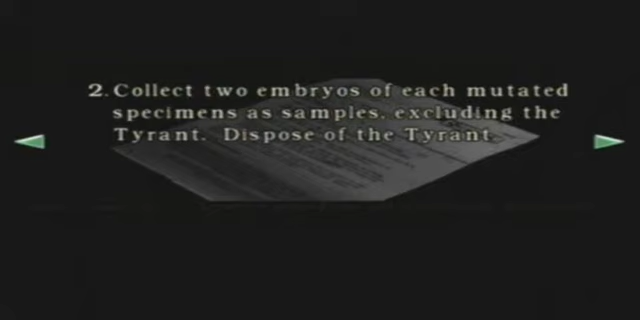 2. Collect two embryos of each mutated
specimens as samples, excluding the
Tyrant. Dispose of the Tyrant.